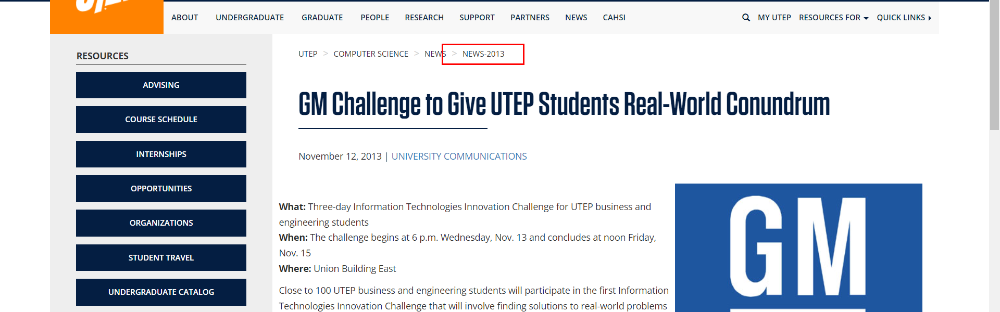 ABOUT UNDERGRADUATE GRADUATE PEOPLE RESEARCH SUPPORT PARTNERS NEWS CAHSI MY UTEP RESOURCES FOR QUICK LINKS
RESOURCES
ADVISING
COURSE SCHEDULE
INTERNSHIPS
OPPORTUNITIES
ORGANIZATIONS
STUDENT TRAVEL
UNDERGRADUATE CATALOG
UTEP > COMPUTER SCIENCE > NEWS > NEWS-2013
GM Challenge to Give UTEP Students Real-World Conundrum
November 12, 2013 | UNIVERSITY COMMUNICATIONS
What: Three-day Information Technologies Innovation Challenge for UTEP business and
engineering students
When: The challenge begins at 6 p.m. Wednesday, Nov. 13 and concludes at noon Friday,
Nov. 15
Where: Union Building East
Close to 100 UTEP business and engineering students will participate in the first Information
Technologies Innovation Challenge that will involve finding solutions to real-world problems
GM